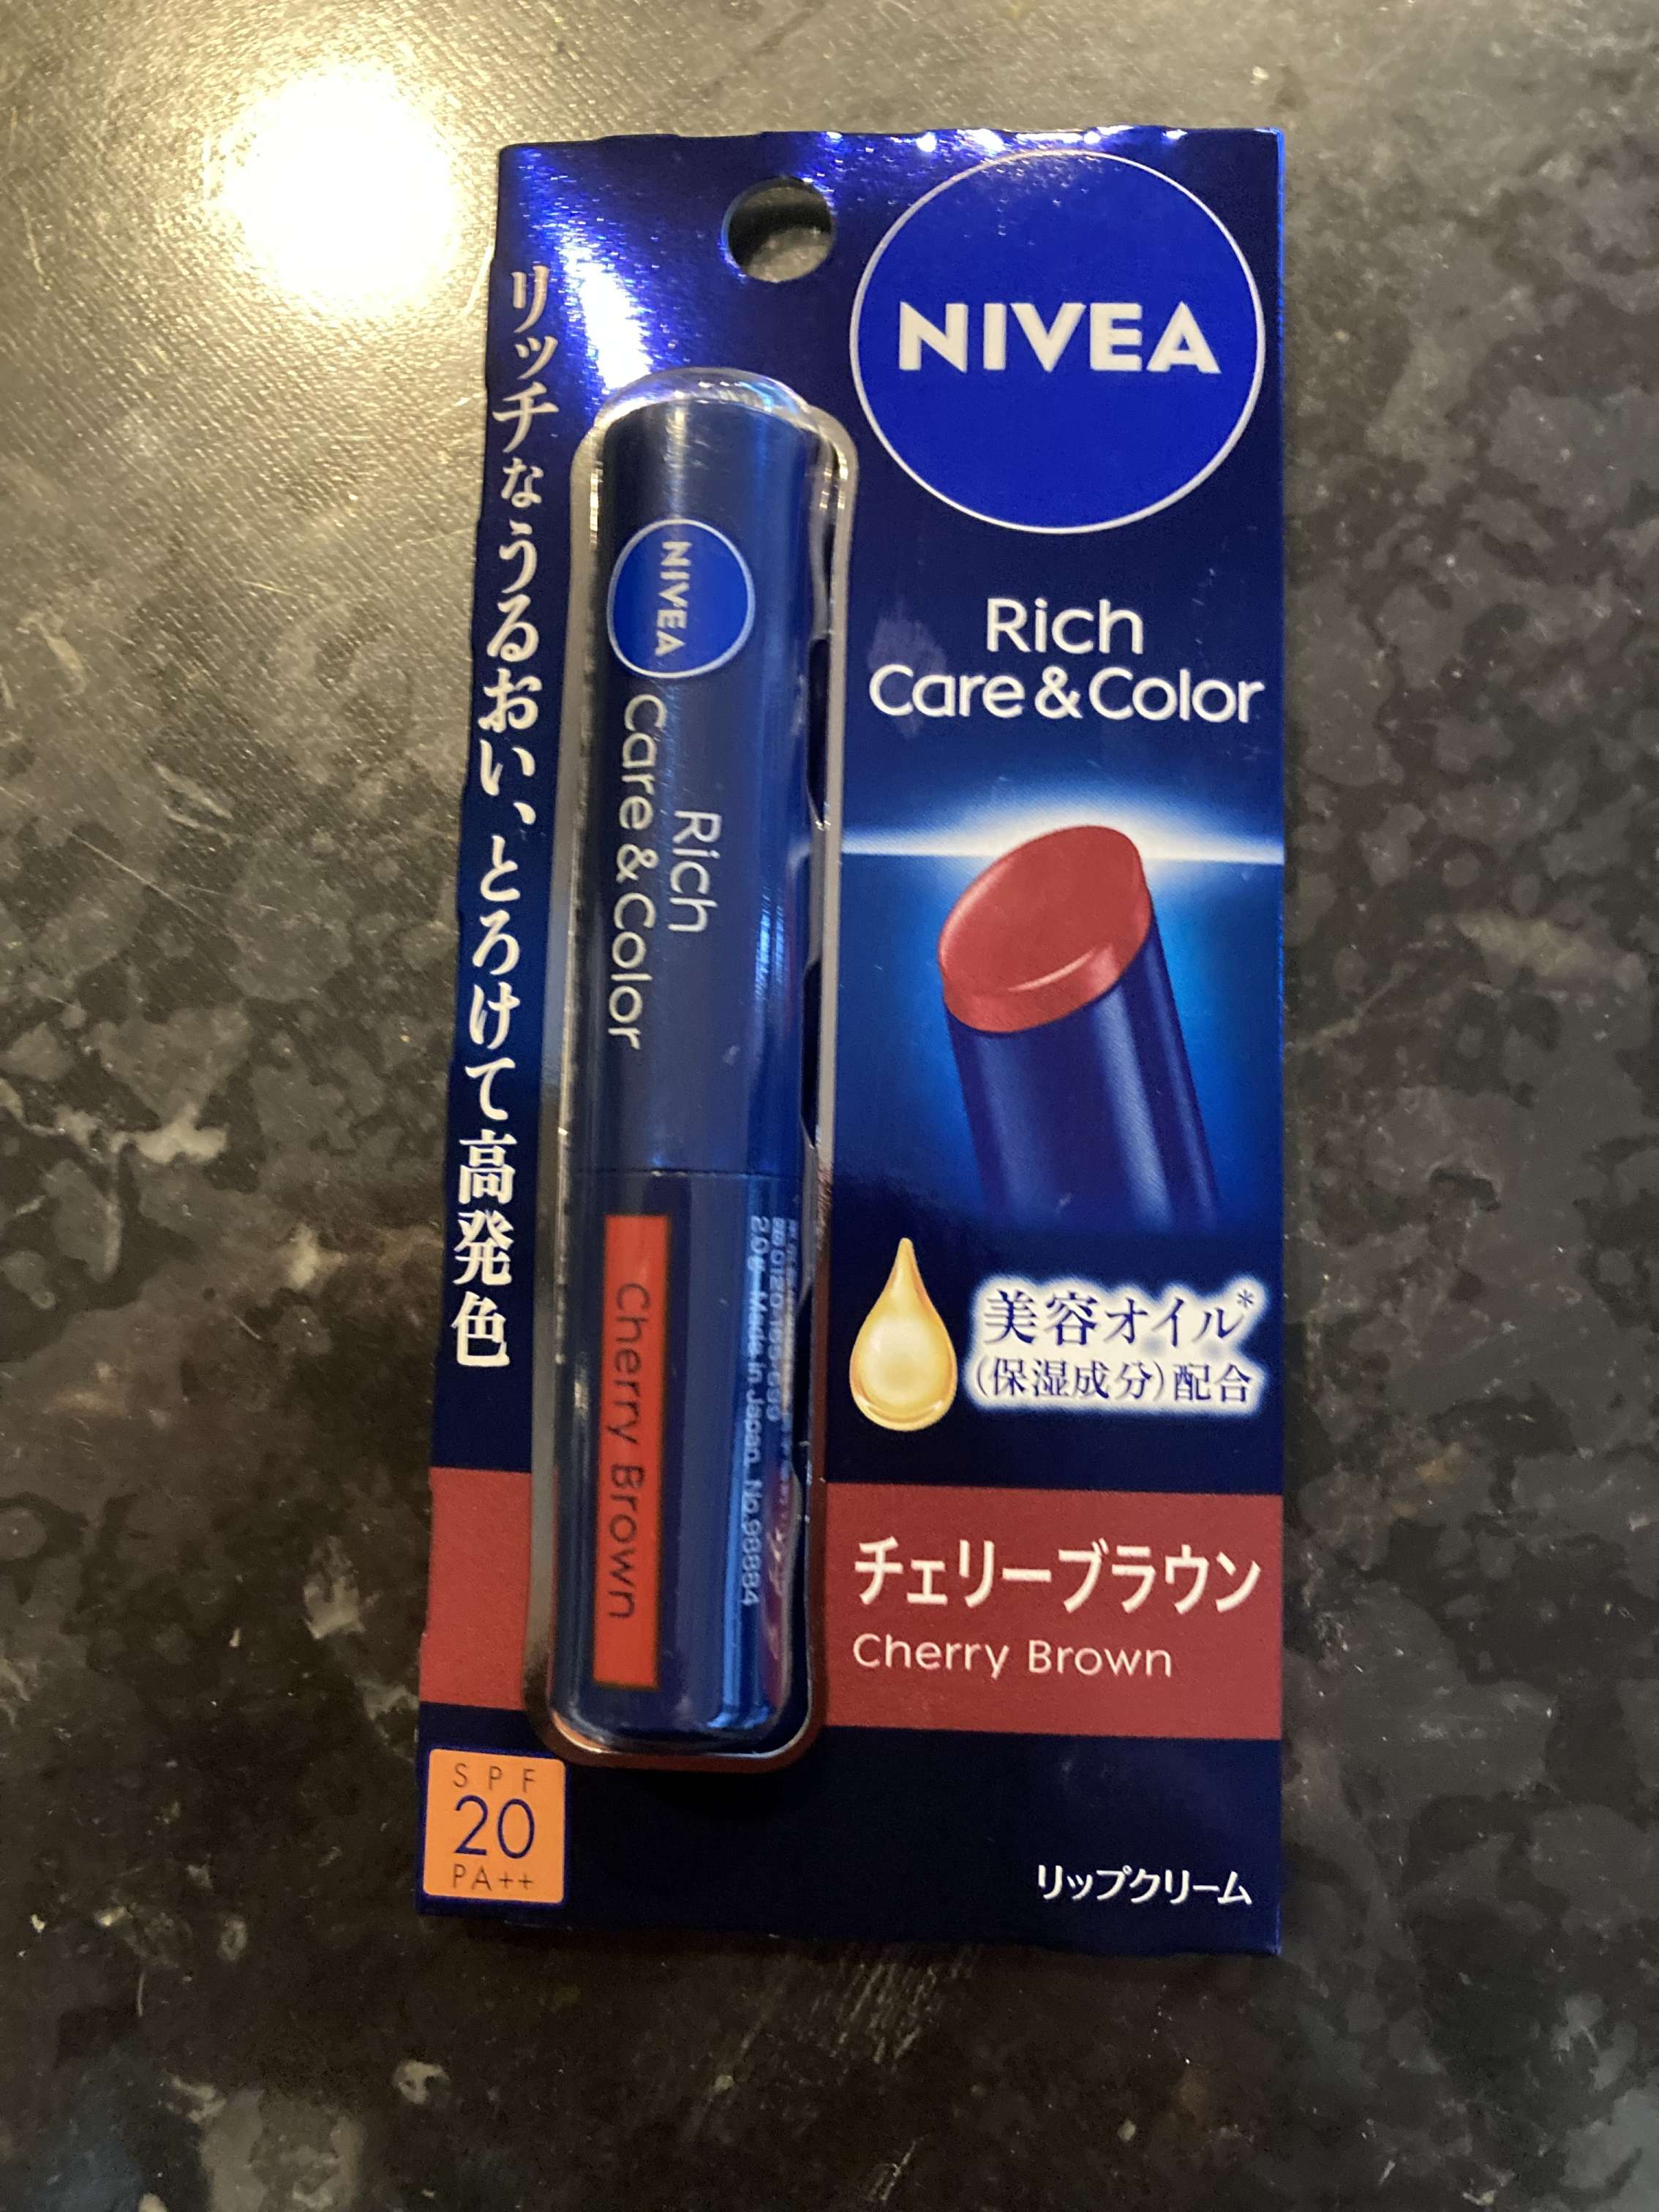 NIVEA
Rich
Care & Color
リッチなうるおい、とろけて高発色
NIVEA
Rich
Care & Color
Cherry Brown
2.0g Made in Japan
美容オイル*
(保湿成分)配合
チェリーブラウン
Cherry Brown
SPF
20
PA++
リップクリーム